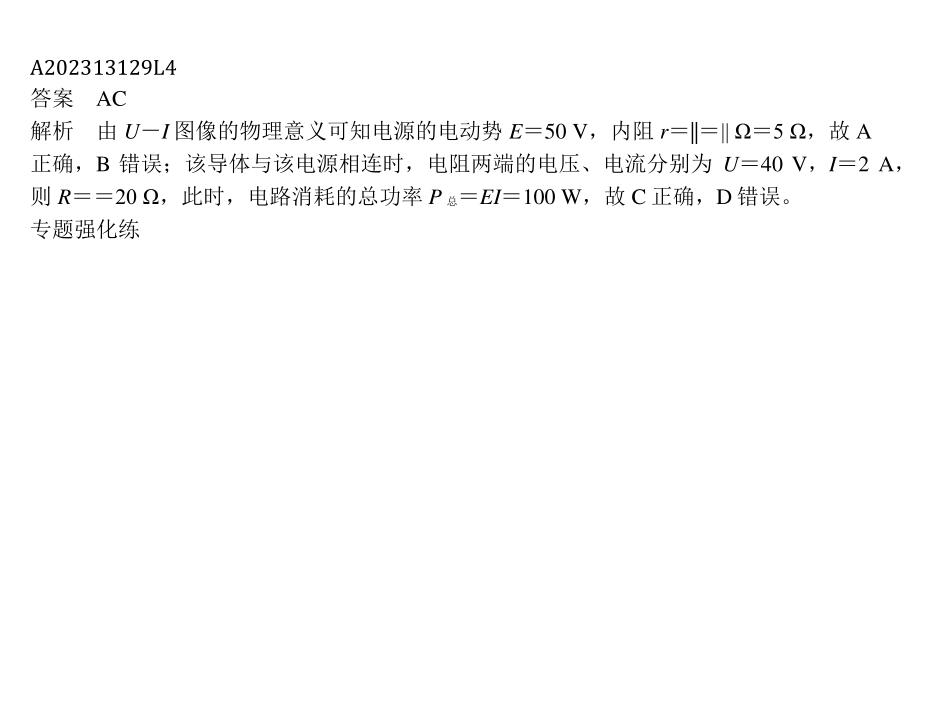 A202313129L4
答案　AC
解析　由 U－I 图像的物理意义可知电源的电动势 E＝50 V，内阻 r＝||＝|| Ω＝5 Ω，故 A
正确，B 错误；该导体与该电源相连时，电阻两端的电压、电流分别为 U＝40 V，I＝2 A，
则 R＝＝20 Ω，此时，电路消耗的总功率 P 总＝EI＝100 W，故 C 正确，D 错误。
专题强化练